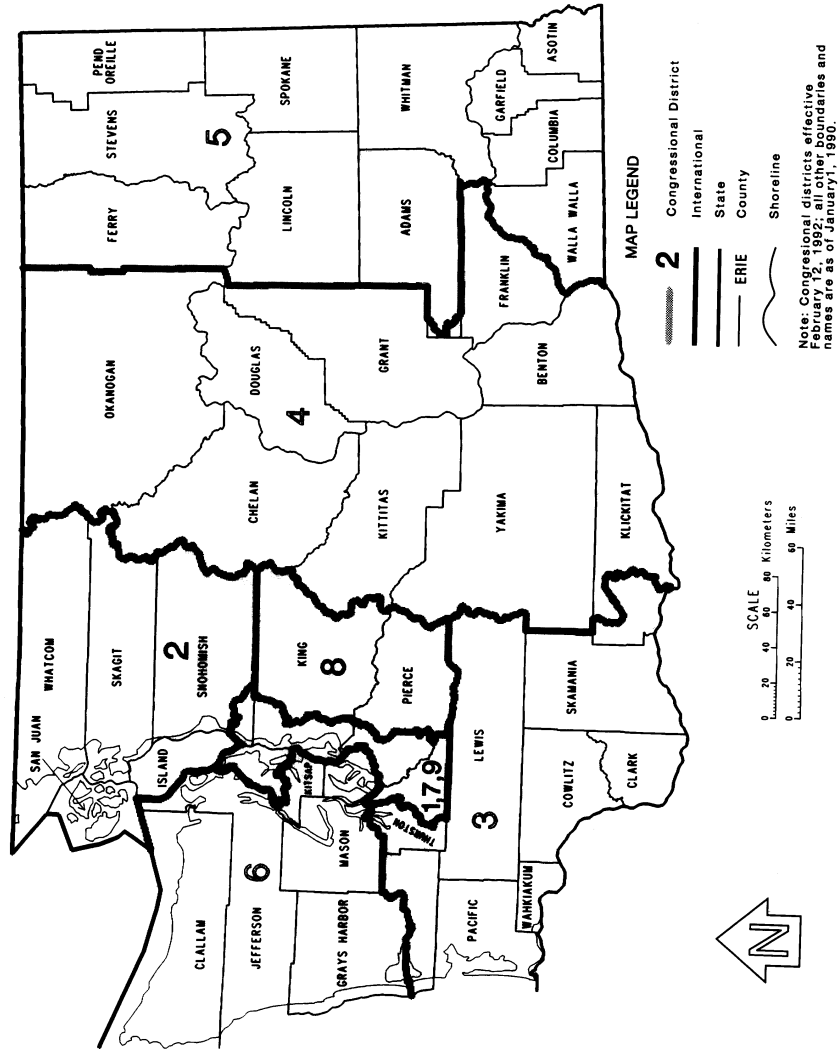 SAN JUAN
WHATCOM
SKAGIT
ISLAND
2
SNOHOMISH
CLALLAM
JEFFERSON
6
KITSAP
KING
8
GRAYS HARBOR
MASON
THURSTON
1,7,9
PIERCE
PACIFIC
3
LEWIS
WAHKIAKUM
COWLITZ
SKAMANIA
CLARK
OKANOGAN
CHELAN
DOUGLAS
4
KITTITAS
GRANT
YAKIMA
BENTON
KLICKITAT
FERRY
STEVENS
PEND
OREILLE
5
LINCOLN
SPOKANE
ADAMS
WHITMAN
FRANKLIN
WALLA WALLA
COLUMBIA
GARFIELD
ASOTIN
N
SCALE
0 20 40 60 80 Kilometers
0 20 40 60 Miles
MAP LEGEND
2 Congressional District
International
State
ERIE County
Shoreline
Note: Congresional districts effective
February 12, 1992; all other boundaries and
names are as of January1, 1990.